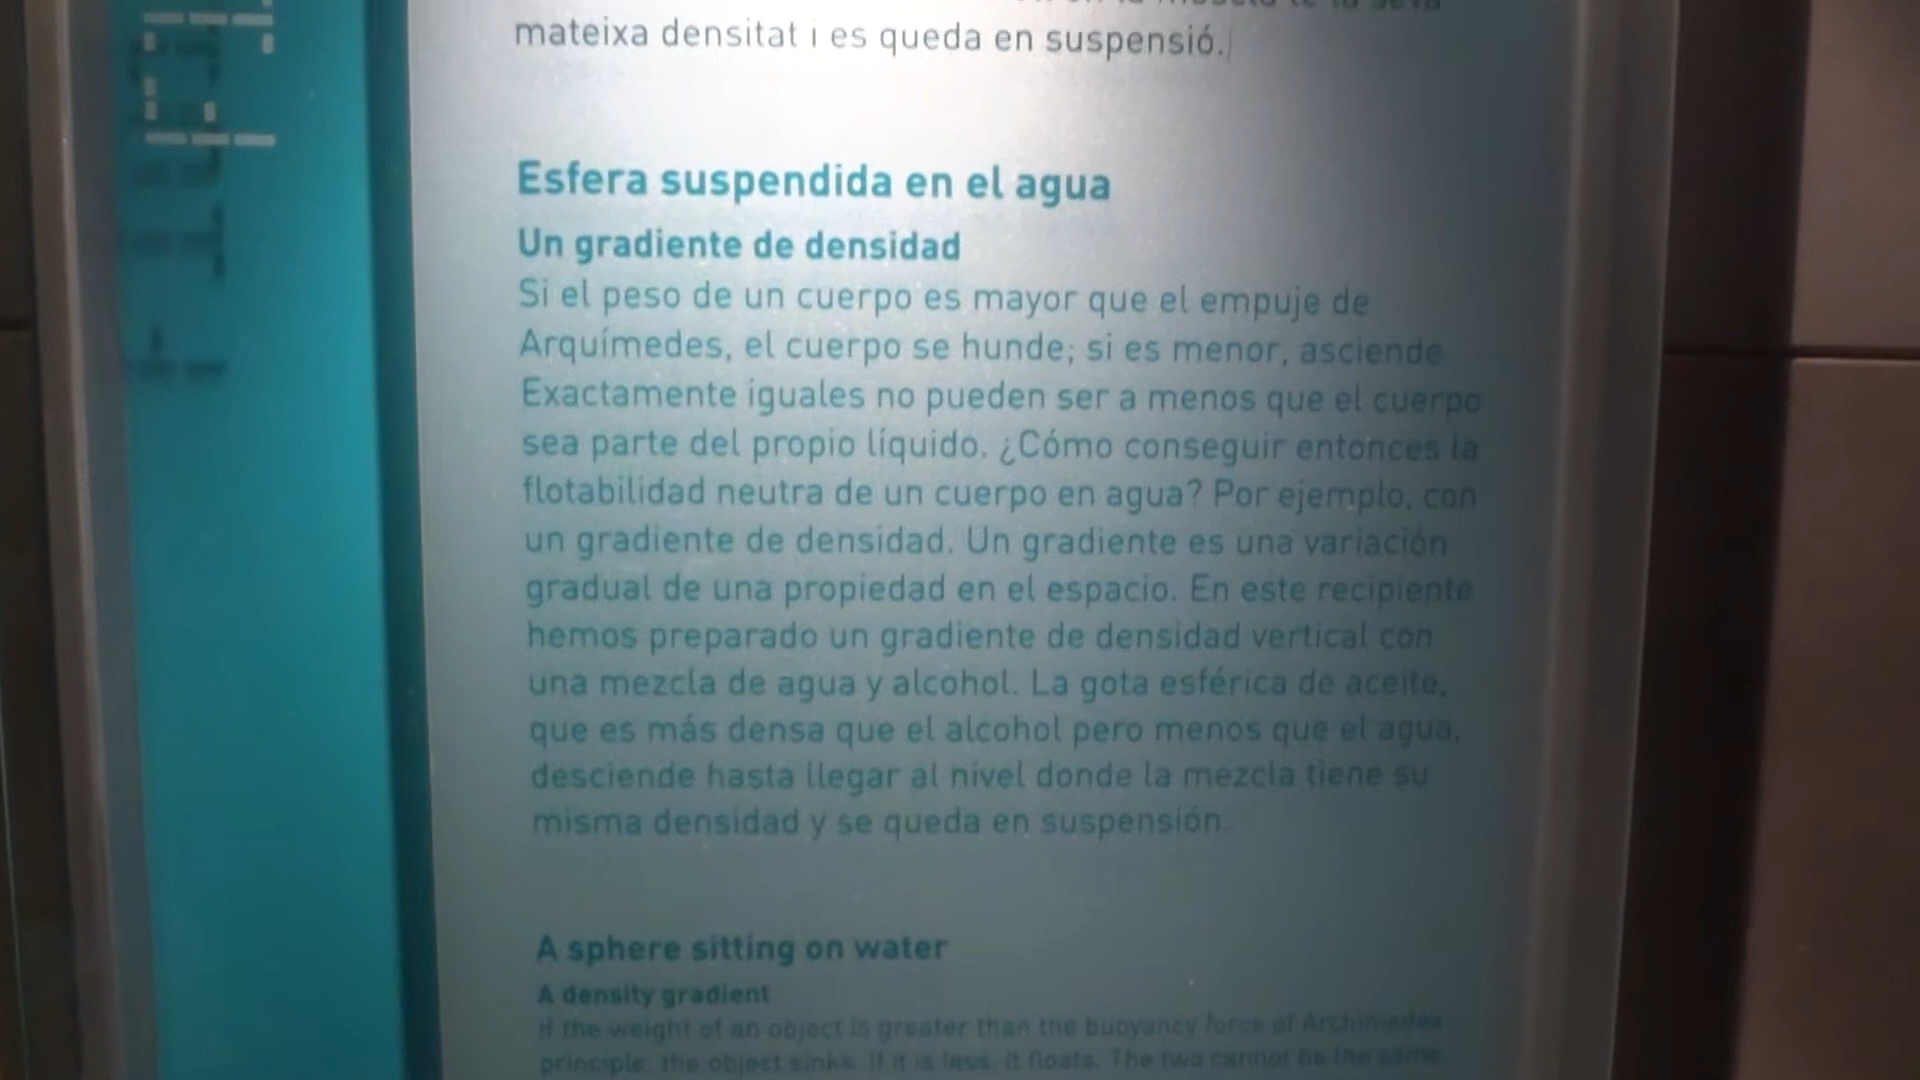 mateixa densitat i es queda en suspensió.
Esfera suspendida en el agua
Un gradiente de densidad
Si el peso de un cuerpo es mayor que el empuje de
Arquímedes, el cuerpo se hunde; si es menor, asciende
Exactamente iguales no pueden ser a menos que el cuerpo
sea parte del propio líquido. ¿Cómo conseguir entonces la
flotabilidad neutra de un cuerpo en agua? Por ejemplo, con
un gradiente de densidad. Un gradiente es una variación
gradual de una propiedad en el espacio. En este recipiente
hemos preparado un gradiente de densidad vertical con
una mezcla de agua y alcohol. La gota esférica de aceite,
que es más densa que el alcohol pero menos que el agua,
desciende hasta llegar al nivel donde la mezcla tiene su
misma densidad y se queda en suspensión.
A sphere sitting on water
A density gradient
If the weight of an object is greater than the buoyancy force of Archimedes
principle, the object sinks. If it is less, it floats. The two cannot be the same